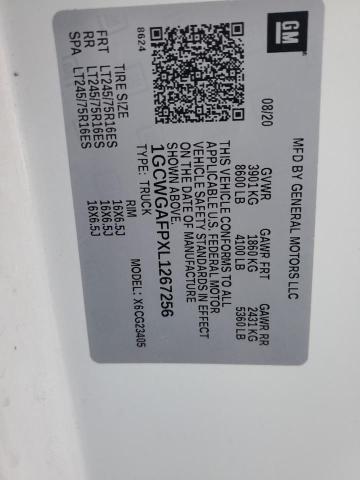 GM
MFD BY GENERAL MOTORS LLC
08/20 GVWR GAWR FRT GAWR RR
3901 KG 1860 KG 2431 KG
8600 LB 4100 LB 5360 LB
THIS VEHICLE CONFORMS TO ALL
APPLICABLE U.S. FEDERAL MOTOR
VEHICLE SAFETY STANDARDS IN EFFECT
ON THE DATE OF MANUFACTURE
SHOWN ABOVE.
1GCWGAFPXL1267256
TYPE: TRUCK MODEL: X6CG23405
8624
TIRE SIZE RIM
FRT LT245/75R16ES 16X6.5J
RR LT245/75R16ES 16X6.5J
SPA LT245/75R16ES 16X6.5J